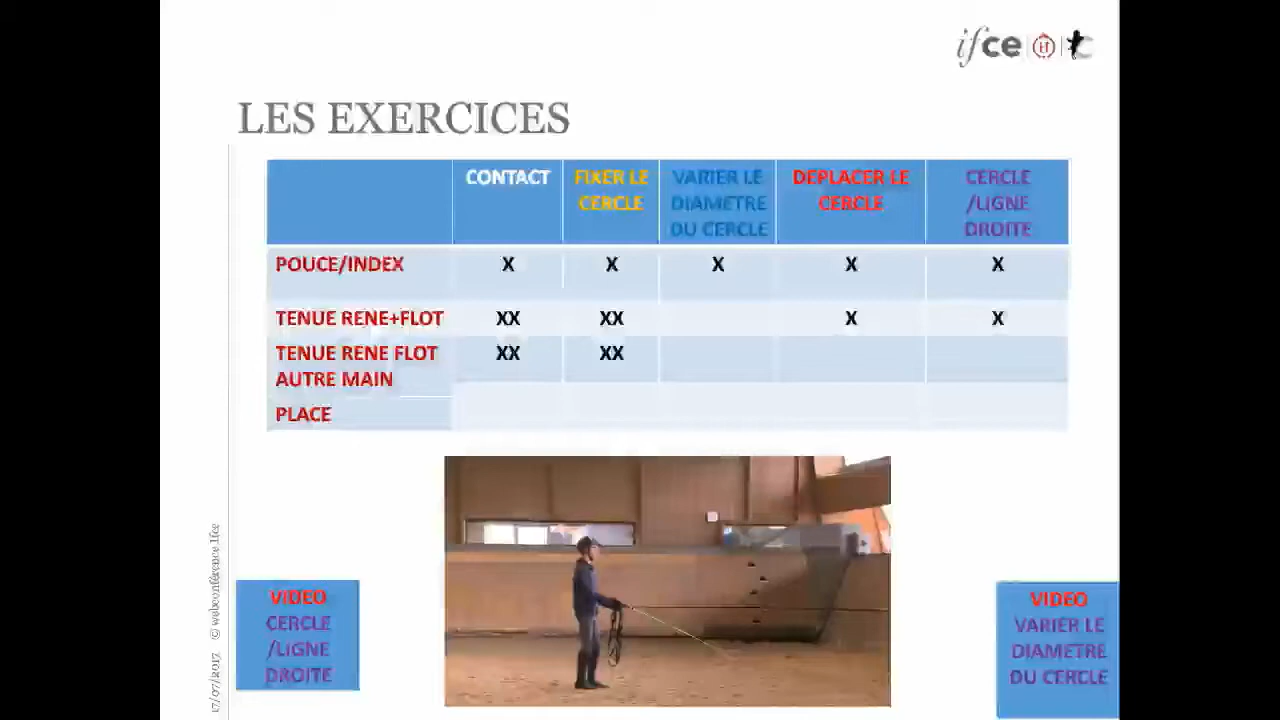 ifce
LES EXERCICES
CONTACT
FIXER LE
CERCLE
VARIER LE
DIAMETRE
DU CERCLE
DEPLACER LE
CERCLE
CERCLE
/LIGNE
DROITE
POUCE/INDEX X X X X X
TENUE RENE+FLOT XX XX X X
TENUE RENE FLOT XX XX
AUTRE MAIN
PLACE
17/07/2017 © webconférence Ifce
VIDEO
CERCLE
/LIGNE
DROITE
VIDEO
VARIER LE
DIAMETRE
DU CERCLE